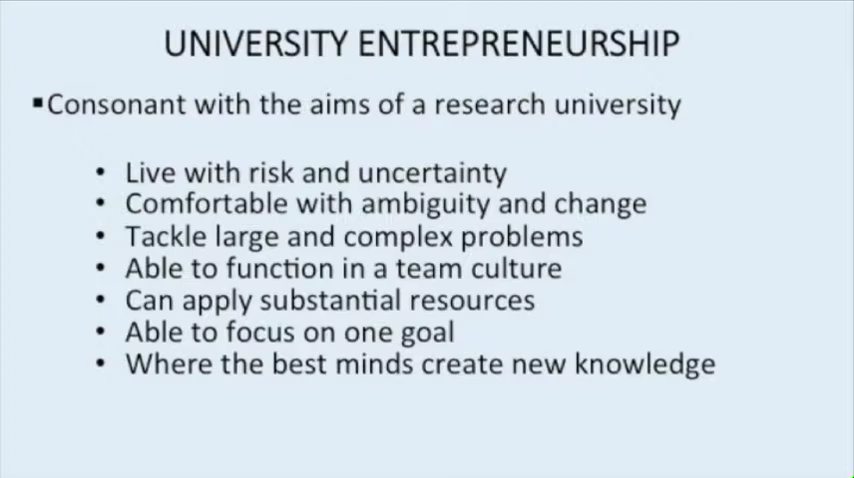 UNIVERSITY ENTREPRENEURSHIP
▪Consonant with the aims of a research university
• Live with risk and uncertainty
• Comfortable with ambiguity and change
• Tackle large and complex problems
• Able to function in a team culture
• Can apply substantial resources
• Able to focus on one goal
• Where the best minds create new knowledge